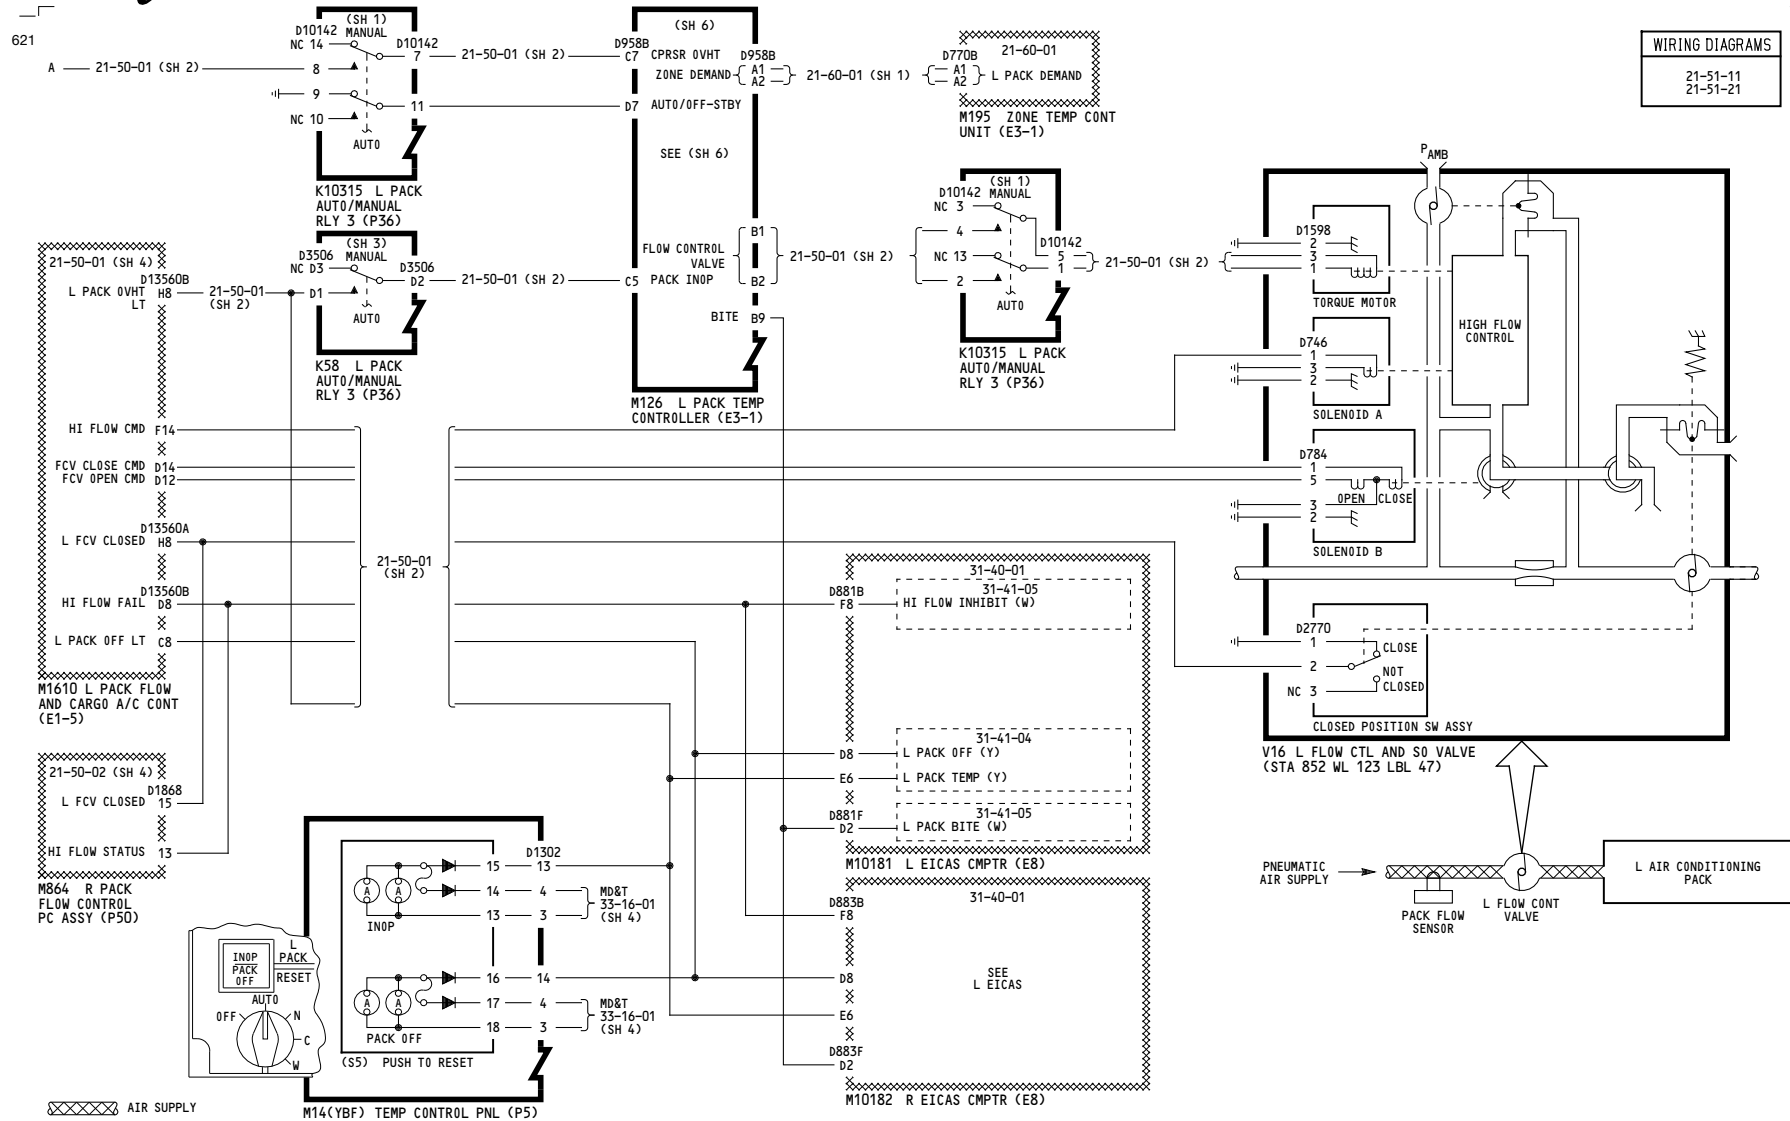 621
A
21-50-01 (SH 2)
D10142
(SH 1)
MANUAL
NC 14
8
9
NC 10
AUTO
D10142
7
11
K10315 L PACK
AUTO/MANUAL
RLY 3 (P36)
21-50-01 (SH 2)
D958B
C7
D7
(SH 6)
CPRSR OVHT
ZONE DEMAND
AUTO/OFF-STBY
SEE (SH 6)
D958B
A1
A2
21-60-01 (SH 1)
D770B
A1
A2
21-60-01
L PACK DEMAND
M195 ZONE TEMP CONT
UNIT (E3-1)
WIRING DIAGRAMS
21-51-11
21-51-21
FLOW CONTROL
VALVE
B1
B2
C5
PACK INOP
BITE
B9
M126 L PACK TEMP
CONTROLLER (E3-1)
21-50-01 (SH 2)
D10142
(SH 1)
MANUAL
NC 3
4
NC 13
2
AUTO
D10142
5
1
K10315 L PACK
AUTO/MANUAL
RLY 3 (P36)
21-50-01 (SH 2)
D3506
(SH 3)
MANUAL
NC D3
D1
AUTO
D3506
D2
21-50-01 (SH 2)
K58 L PACK
AUTO/MANUAL
RLY 3 (P36)
21-50-01 (SH 4)
D13560B
L PACK OVHT
LT
H8
21-50-01
(SH 2)
HI FLOW CMD
F14
FCV CLOSE CMD
D14
FCV OPEN CMD
D12
D13560A
L FCV CLOSED
H8
D13560B
HI FLOW FAIL
D8
L PACK OFF LT
C8
M1610 L PACK FLOW
AND CARGO A/C CONT
(E1-5)
21-50-01
(SH 2)
21-50-02 (SH 4)
D1868
L FCV CLOSED
15
HI FLOW STATUS
13
M864 R PACK
FLOW CONTROL
PC ASSY (P50)
PAMB
D1598
2
3
1
TORQUE MOTOR
D746
1
3
2
SOLENOID A
D784
1
5
OPEN
CLOSE
3
2
SOLENOID B
HIGH FLOW
CONTROL
D2770
1
2
NC 3
CLOSE
NOT
CLOSED
CLOSED POSITION SW ASSY
V16 L FLOW CTL AND SO VALVE
(STA 852 WL 123 LBL 47)
31-40-01
31-41-05
D881B
F8
HI FLOW INHIBIT (W)
31-41-04
D8
L PACK OFF (Y)
E6
L PACK TEMP (Y)
31-41-05
D881F
D2
L PACK BITE (W)
M10181 L EICAS CMPTR (E8)
D883B
F8
31-40-01
D8
SEE
L EICAS
E6
D883F
D2
M10182 R EICAS CMPTR (E8)
A
A
INOP
15
14
13
D1302
13
4
3
MD&T
33-16-01
(SH 4)
A
A
PACK OFF
16
17
18
14
4
3
MD&T
33-16-01
(SH 4)
(S5) PUSH TO RESET
M14(YBF) TEMP CONTROL PNL (P5)
INOP
PACK
OFF
L
PACK
RESET
AUTO
OFF
N
C
W
PNEUMATIC
AIR SUPPLY
PACK FLOW
SENSOR
L FLOW CONT
VALVE
L AIR CONDITIONING
PACK
AIR SUPPLY